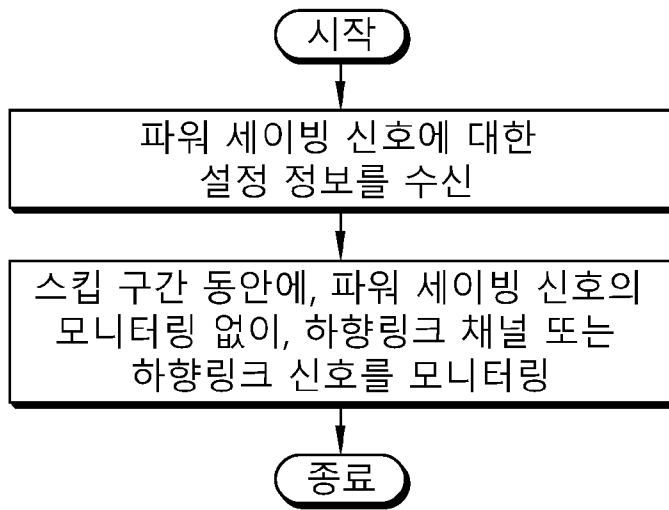 시작
파워 세이빙 신호에 대한
설정 정보를 수신
스킵 구간 동안에, 파워 세이빙 신호의
모니터링 없이, 하향링크 채널 또는
하향링크 신호를 모니터링
종료